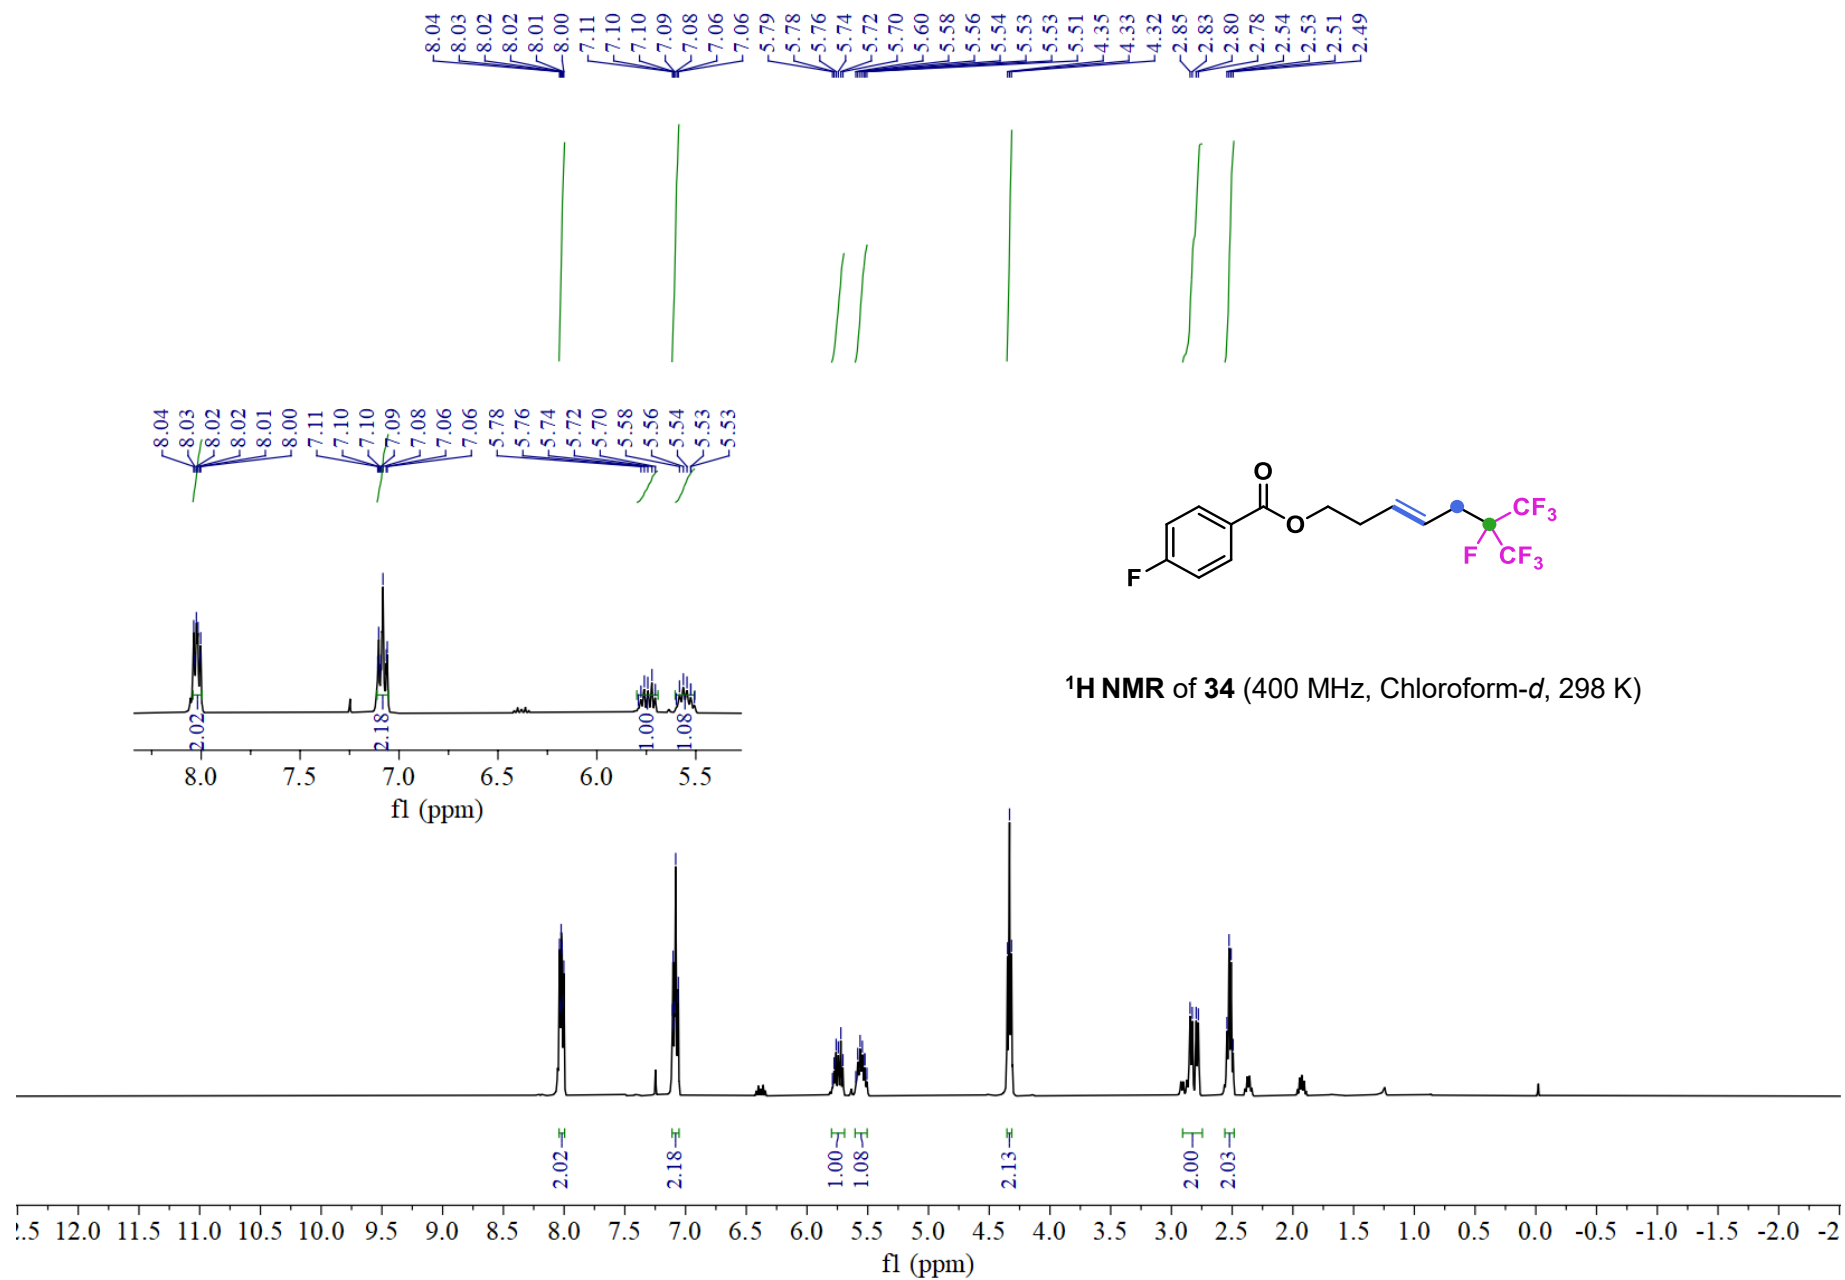 8.04 8.03 8.02 8.02 8.01 8.00 7.11 7.10 7.10 7.09 7.08 7.06 7.06 5.79 5.78 5.76 5.74 5.72 5.70 5.60 5.58 5.56 5.54 5.53 5.53 5.51 4.35 4.33 4.32 2.85 2.83 2.80 2.78 2.54 2.53 2.51 2.49
8.04 8.03 8.02 8.02 8.01 8.00 7.11 7.10 7.10 7.09 7.08 7.06 7.06 5.78 5.76 5.74 5.72 5.70 5.58 5.56 5.54 5.53 5.53
O
O
F
CF3
F
CF3
¹H NMR of 34 (400 MHz, Chloroform-d, 298 K)
2.02 2.18 1.00 1.08
8.0 7.5 7.0 6.5 6.0 5.5
f1 (ppm)
2.02 2.18 1.00 1.08 2.13 2.00 2.03
:.5 12.0 11.5 11.0 10.5 10.0 9.5 9.0 8.5 8.0 7.5 7.0 6.5 6.0 5.5 5.0 4.5 4.0 3.5 3.0 2.5 2.0 1.5 1.0 0.5 0.0 -0.5 -1.0 -1.5 -2.0 -2
f1 (ppm)